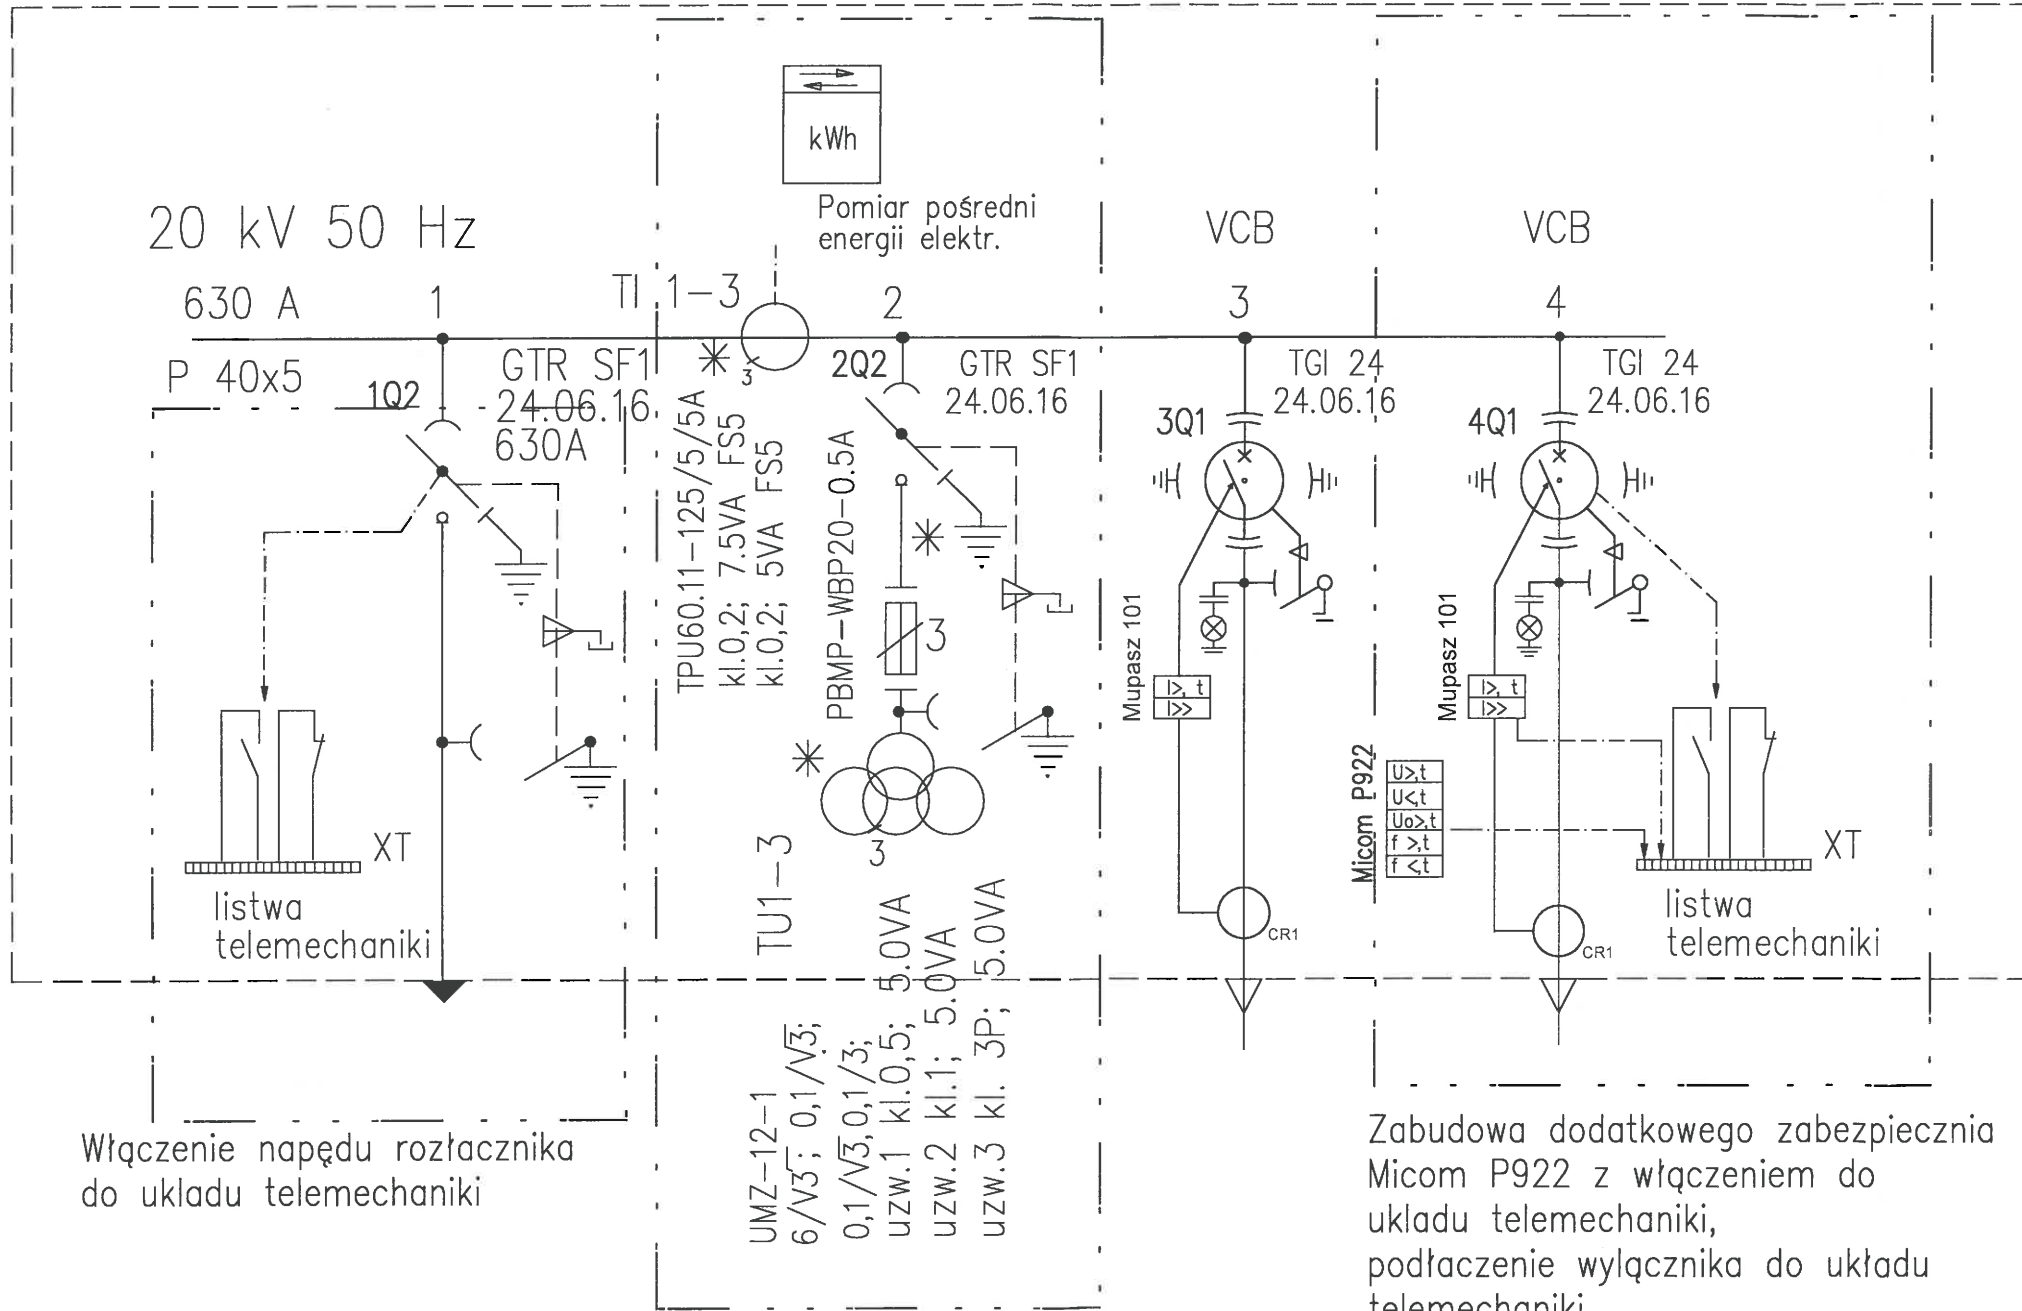 kWh
Pomiar pośredni
energii elektr.
20 kV 50 Hz
VCB
VCB
630 A
1
TI 1-3
2
3
4
P 40x5
1Q2
GTR SF1
24.06.16
630A
3
2Q2
GTR SF1
24.06.16
TGI 24
24.06.16
TGI 24
24.06.16
3Q1
4Q1
TPU60.11-125/5/5A
kl.0,2; 7.5VA FS5
kl.0,2; 5VA FS5
PBMP-WBP20-0.5A
3
Mupasz 101
I>, t
I>>
Mupasz 101
I>, t
I>>
Micom P922
U>,t
U<,t
Uo>,t
f >,t
f <,t
XT
listwa
telemechaniki
TU1-3
3
CR1
CR1
XT
listwa
telemechaniki
UMZ-12-1
6/√3; 0,1/√3;
0,1/√3,0,1/3;
uzw.1 kl.0,5; 5.0VA
uzw.2 kl.1; 5.0VA
uzw.3 kl. 3P; 5.0VA
Włączenie napędu rozłacznika
do ukladu telemechaniki
Zabudowa dodatkowego zabezpiecznia
Micom P922 z włączeniem do
ukladu telemechaniki,
podłaczenie wylącznika do układu
telemechaniki